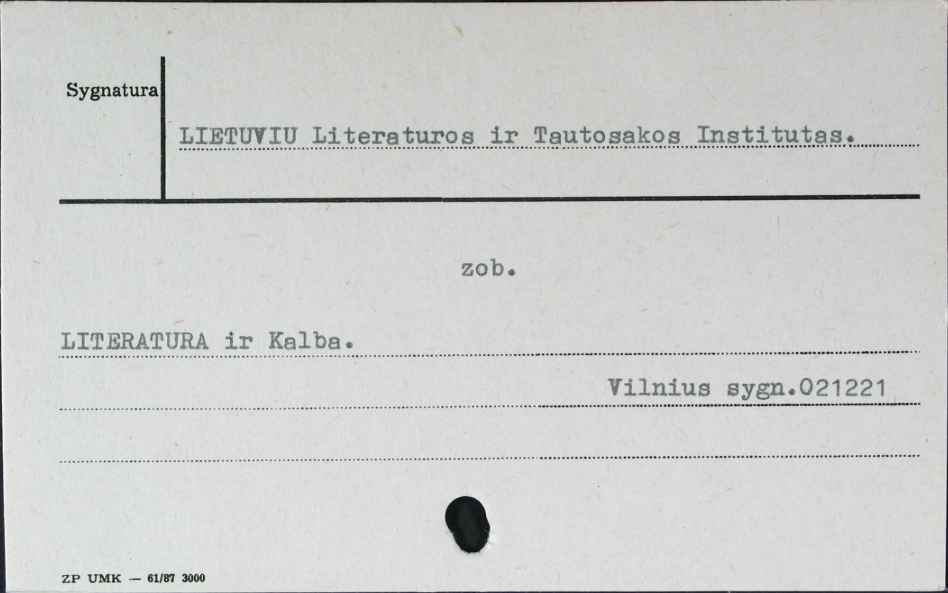 Sygnatura
LIETUVIU Literaturos ir Tautosakos Institutas.
zob.
LITERATURA ir Kalba.
Vilnius sygn.021221
ZP UMK — 61/87 3000